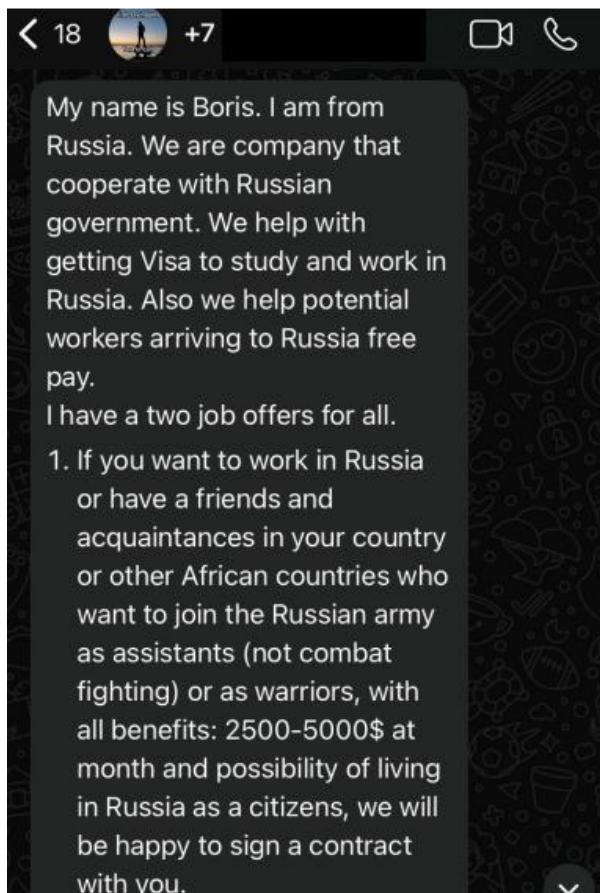 18
+7
My name is Boris. I am from
Russia. We are company that
cooperate with Russian
government. We help with
getting Visa to study and work in
Russia. Also we help potential
workers arriving to Russia free
pay.
I have a two job offers for all.
1. If you want to work in Russia
or have a friends and
acquaintances in your country
or other African countries who
want to join the Russian army
as assistants (not combat
fighting) or as warriors, with
all benefits: 2500-5000$ at
month and possibility of living
in Russia as a citizens, we will
be happy to sign a contract
with you.